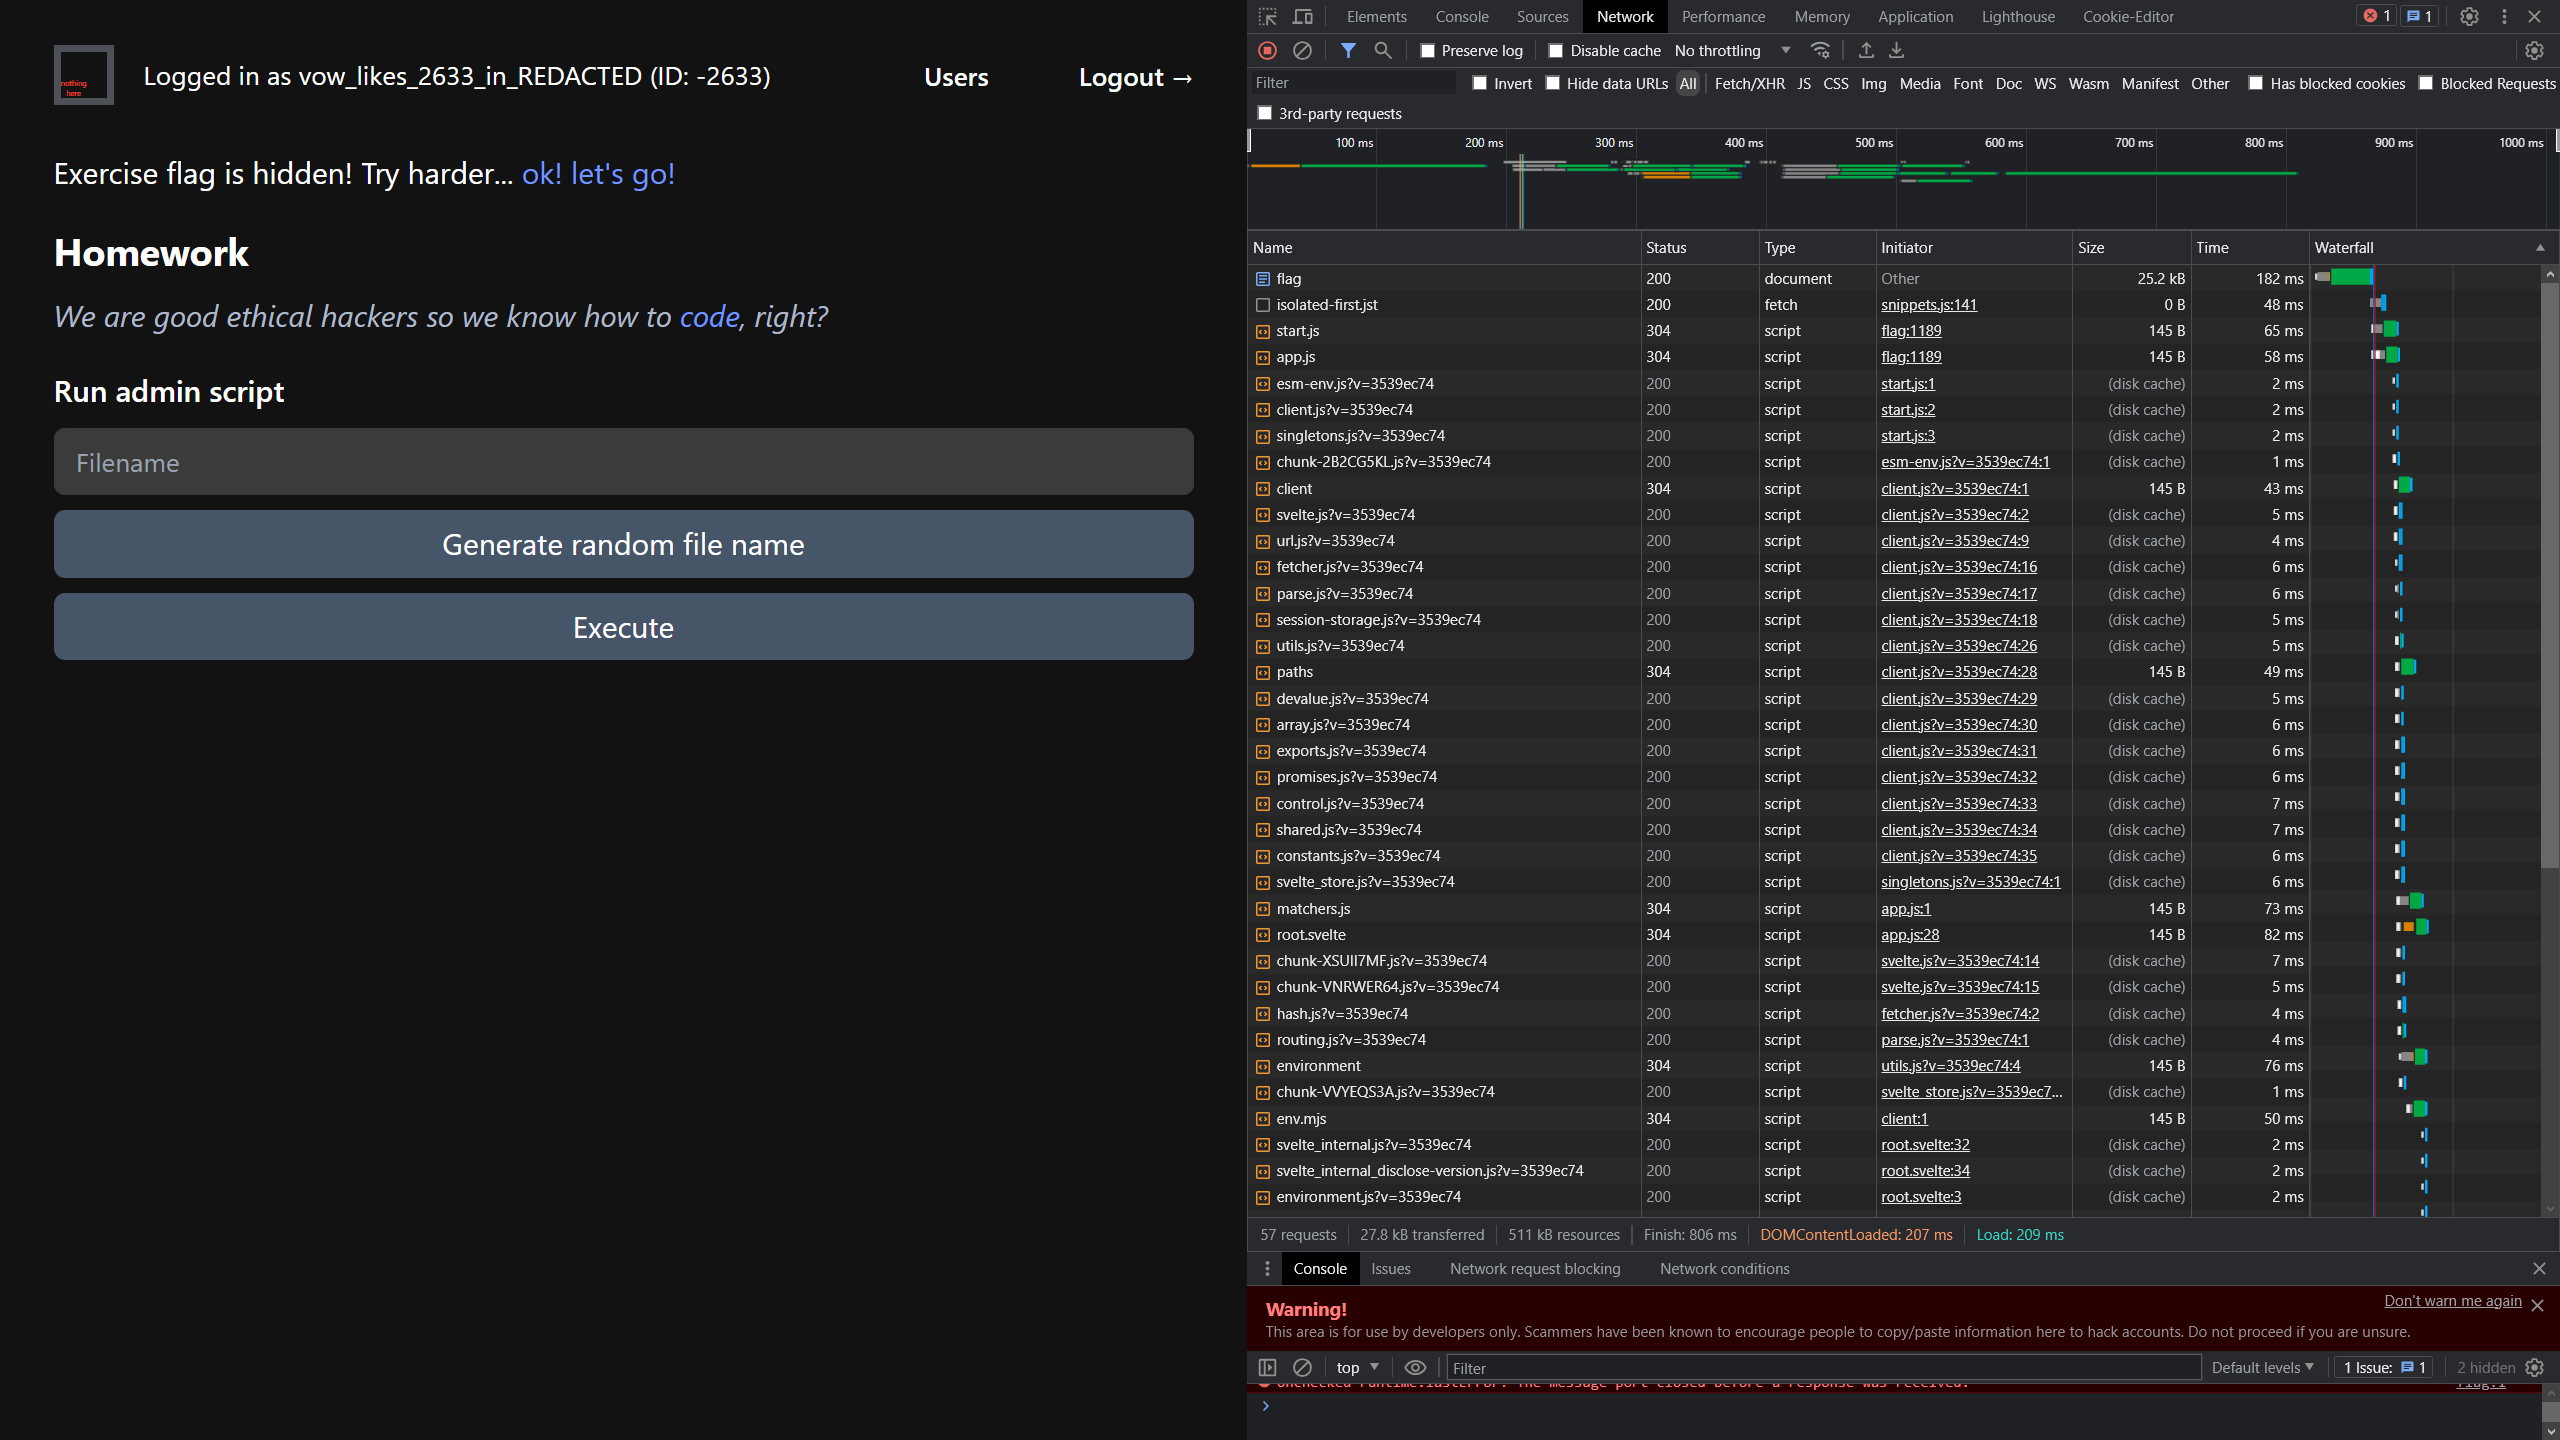 nothing
here
Logged in as vow_likes_2633_in_REDACTED (ID: -2633)
Users
Logout →
Exercise flag is hidden! Try harder... ok! let's go!
Homework
We are good ethical hackers so we know how to code, right?
Run admin script
Filename
Generate random file name
Execute
Elements Console Sources Network Performance Memory Application Lighthouse Cookie-Editor 1 1
Preserve log Disable cache No throttling
Filter Invert Hide data URLs All Fetch/XHR JS CSS Img Media Font Doc WS Wasm Manifest Other Has blocked cookies Blocked Requests
3rd-party requests
100 ms 200 ms 300 ms 400 ms 500 ms 600 ms 700 ms 800 ms 900 ms 1000 ms
Name Status Type Initiator Size Time Waterfall
flag 200 document Other 25.2 kB 182 ms
isolated-first.jst 200 fetch snippets.js:141 0 B 48 ms
start.js 304 script flag:1189 145 B 65 ms
app.js 304 script flag:1189 145 B 58 ms
esm-env.js?v=3539ec74 200 script start.js:1 (disk cache) 2 ms
client.js?v=3539ec74 200 script start.js:2 (disk cache) 2 ms
singletons.js?v=3539ec74 200 script start.js:3 (disk cache) 2 ms
chunk-2B2CG5KL.js?v=3539ec74 200 script esm-env.js?v=3539ec74:1 (disk cache) 1 ms
client 304 script client.js?v=3539ec74:1 145 B 43 ms
svelte.js?v=3539ec74 200 script client.js?v=3539ec74:2 (disk cache) 5 ms
url.js?v=3539ec74 200 script client.js?v=3539ec74:9 (disk cache) 4 ms
fetcher.js?v=3539ec74 200 script client.js?v=3539ec74:16 (disk cache) 6 ms
parse.js?v=3539ec74 200 script client.js?v=3539ec74:17 (disk cache) 6 ms
session-storage.js?v=3539ec74 200 script client.js?v=3539ec74:18 (disk cache) 5 ms
utils.js?v=3539ec74 200 script client.js?v=3539ec74:26 (disk cache) 5 ms
paths 304 script client.js?v=3539ec74:28 145 B 49 ms
devalue.js?v=3539ec74 200 script client.js?v=3539ec74:29 (disk cache) 5 ms
array.js?v=3539ec74 200 script client.js?v=3539ec74:30 (disk cache) 6 ms
exports.js?v=3539ec74 200 script client.js?v=3539ec74:31 (disk cache) 6 ms
promises.js?v=3539ec74 200 script client.js?v=3539ec74:32 (disk cache) 6 ms
control.js?v=3539ec74 200 script client.js?v=3539ec74:33 (disk cache) 7 ms
shared.js?v=3539ec74 200 script client.js?v=3539ec74:34 (disk cache) 7 ms
constants.js?v=3539ec74 200 script client.js?v=3539ec74:35 (disk cache) 6 ms
svelte_store.js?v=3539ec74 200 script singletons.js?v=3539ec74:1 (disk cache) 6 ms
matchers.js 304 script app.js:1 145 B 73 ms
root.svelte 304 script app.js:28 145 B 82 ms
chunk-XSUII7MF.js?v=3539ec74 200 script svelte.js?v=3539ec74:14 (disk cache) 7 ms
chunk-VNRWER64.js?v=3539ec74 200 script svelte.js?v=3539ec74:15 (disk cache) 5 ms
hash.js?v=3539ec74 200 script fetcher.js?v=3539ec74:2 (disk cache) 4 ms
routing.js?v=3539ec74 200 script parse.js?v=3539ec74:1 (disk cache) 4 ms
environment 304 script utils.js?v=3539ec74:4 145 B 76 ms
chunk-VVYEQS3A.js?v=3539ec74 200 script svelte_store.js?v=3539ec7... (disk cache) 1 ms
env.mjs 304 script client:1 145 B 50 ms
svelte_internal.js?v=3539ec74 200 script root.svelte:32 (disk cache) 2 ms
svelte_internal_disclose-version.js?v=3539ec74 200 script root.svelte:34 (disk cache) 2 ms
environment.js?v=3539ec74 200 script root.svelte:3 (disk cache) 2 ms
57 requests 27.8 kB transferred 511 kB resources Finish: 806 ms DOMContentLoaded: 207 ms Load: 209 ms
Console Issues Network request blocking Network conditions
Warning! Don't warn me again
This area is for use by developers only. Scammers have been known to encourage people to copy/paste information here to hack accounts. Do not proceed if you are unsure.
top Filter Default levels 1 Issue: 1 2 hidden
Unchecked runtime.lastError: The message port closed before a response was received. flag:1